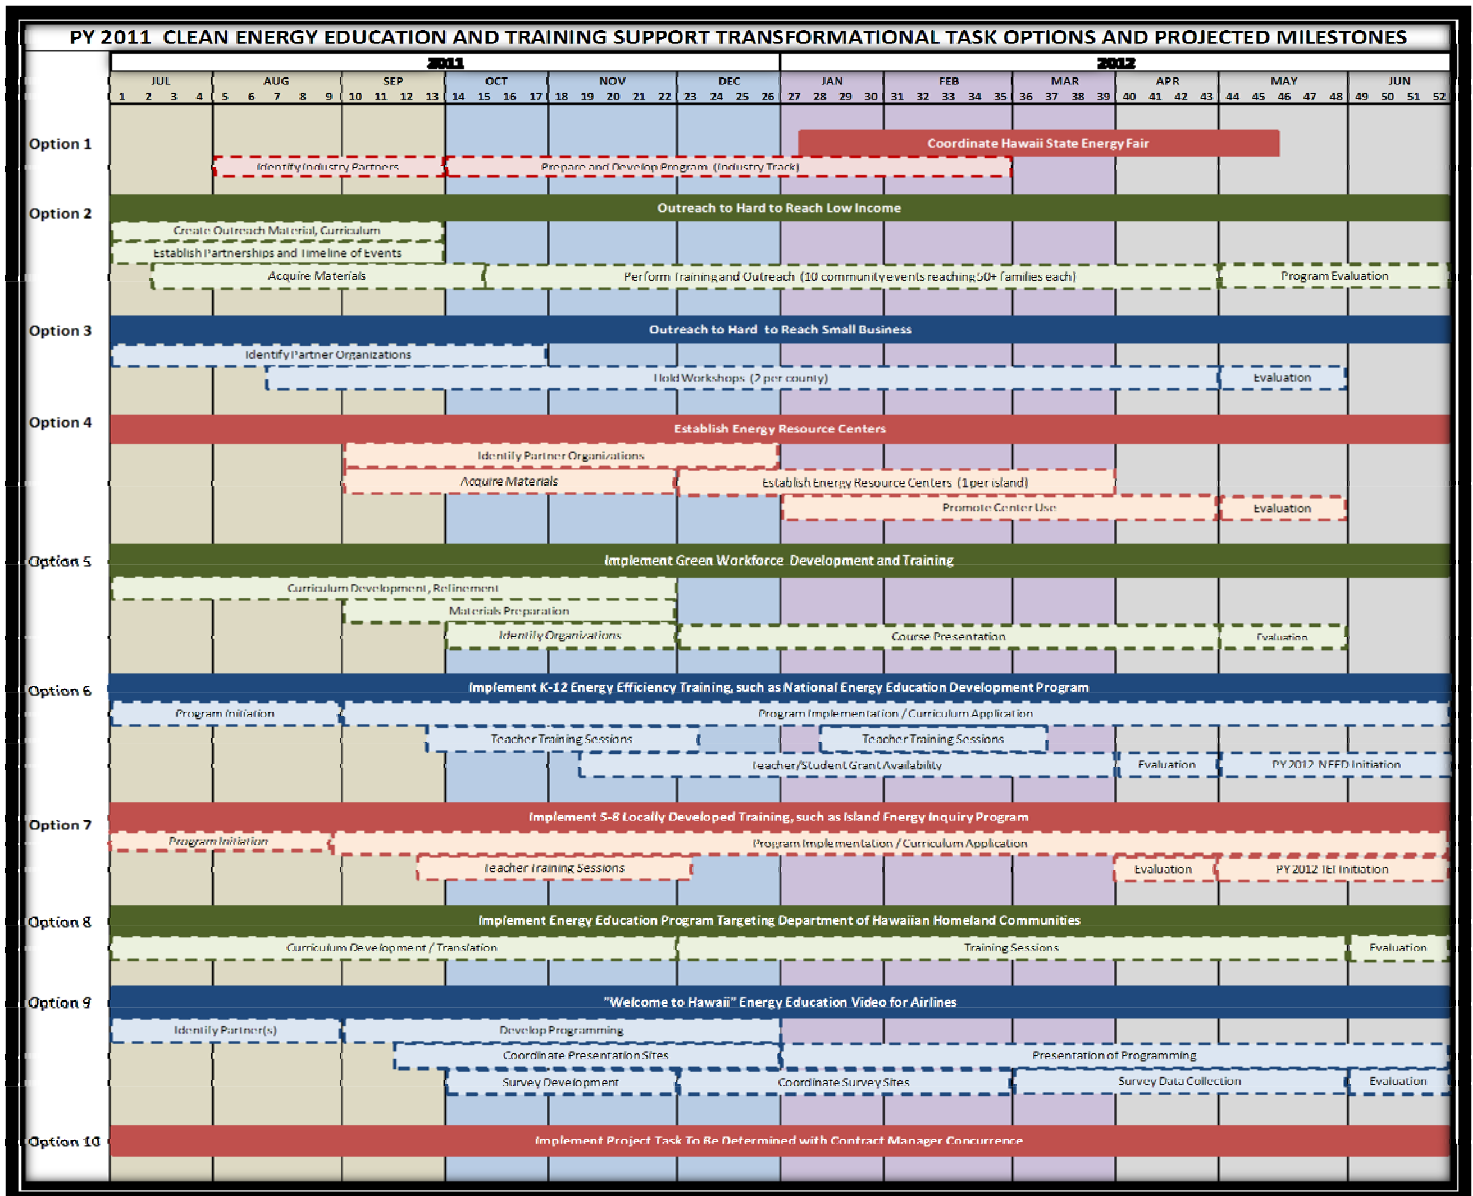 PY 2011 CLEAN ENERGY EDUCATION AND TRAINING SUPPORT TRANSFORMATIONAL TASK OPTIONS AND PROJECTED MILESTONES
2011 2012
JUL AUG SEP OCT NOV DEC JAN FEB MAR APR MAY JUN
1 2 3 4 5 6 7 8 9 10 11 12 13 14 15 16 17 18 19 20 21 22 23 24 25 26 27 28 29 30 31 32 33 34 35 36 37 38 39 40 41 42 43 44 45 46 47 48 49 50 51 52
Option 1 Coordinate Hawaii State Energy Fair
Identify Industry Partners Prepare and Develop Program (Industry Track)
Option 2 Outreach to Hard to Reach Low Income
Create Outreach Material, Curriculum
Establish Partnerships and Timeline of Events
Acquire Materials Perform Training and Outreach (10 community events reaching 50+ families each) Program Evaluation
Option 3 Outreach to Hard to Reach Small Business
Identify Partner Organizations
Hold Workshops (2 per county) Evaluation
Option 4 Establish Energy Resource Centers
Identify Partner Organizations
Acquire Materials Establish Energy Resource Centers (1 per island)
Promote Center Use Evaluation
Option 5 Implement Green Workforce Development and Training
Curriculum Development, Refinement
Materials Preparation
Identify Organizations Course Presentation Evaluation
Option 6 Implement K-12 Energy Efficiency Training, such as National Energy Education Development Program
Program Initiation Program Implementation / Curriculum Application
Teacher Training Sessions Teacher Training Sessions
Teacher/Student Grant Availability Evaluation PY 2012 NEED Initiation
Option 7 Implement 5-8 Locally Developed Training, such as Island Energy Inquiry Program
Program Initiation Program Implementation / Curriculum Application
Teacher Training Sessions Evaluation PY 2012 IEI Initiation
Option 8 Implement Energy Education Program Targeting Department of Hawaiian Homeland Communities
Curriculum Development / Translation Training Sessions Evaluation
Option 9 "Welcome to Hawaii" Energy Education Video for Airlines
Identify Partner(s) Develop Programming
Coordinate Presentation Sites Presentation of Programming
Survey Development Coordinate Survey Sites Survey Data Collection Evaluation
Option 10 Implement Project Task To Be Determined with Contract Manager Concurrence